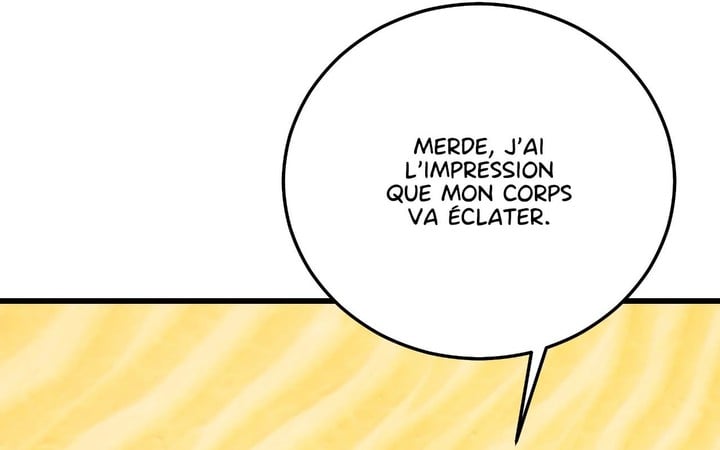 MERDE, J'AI
L'IMPRESSION
QUE MON CORPS
VA ÉCLATER.